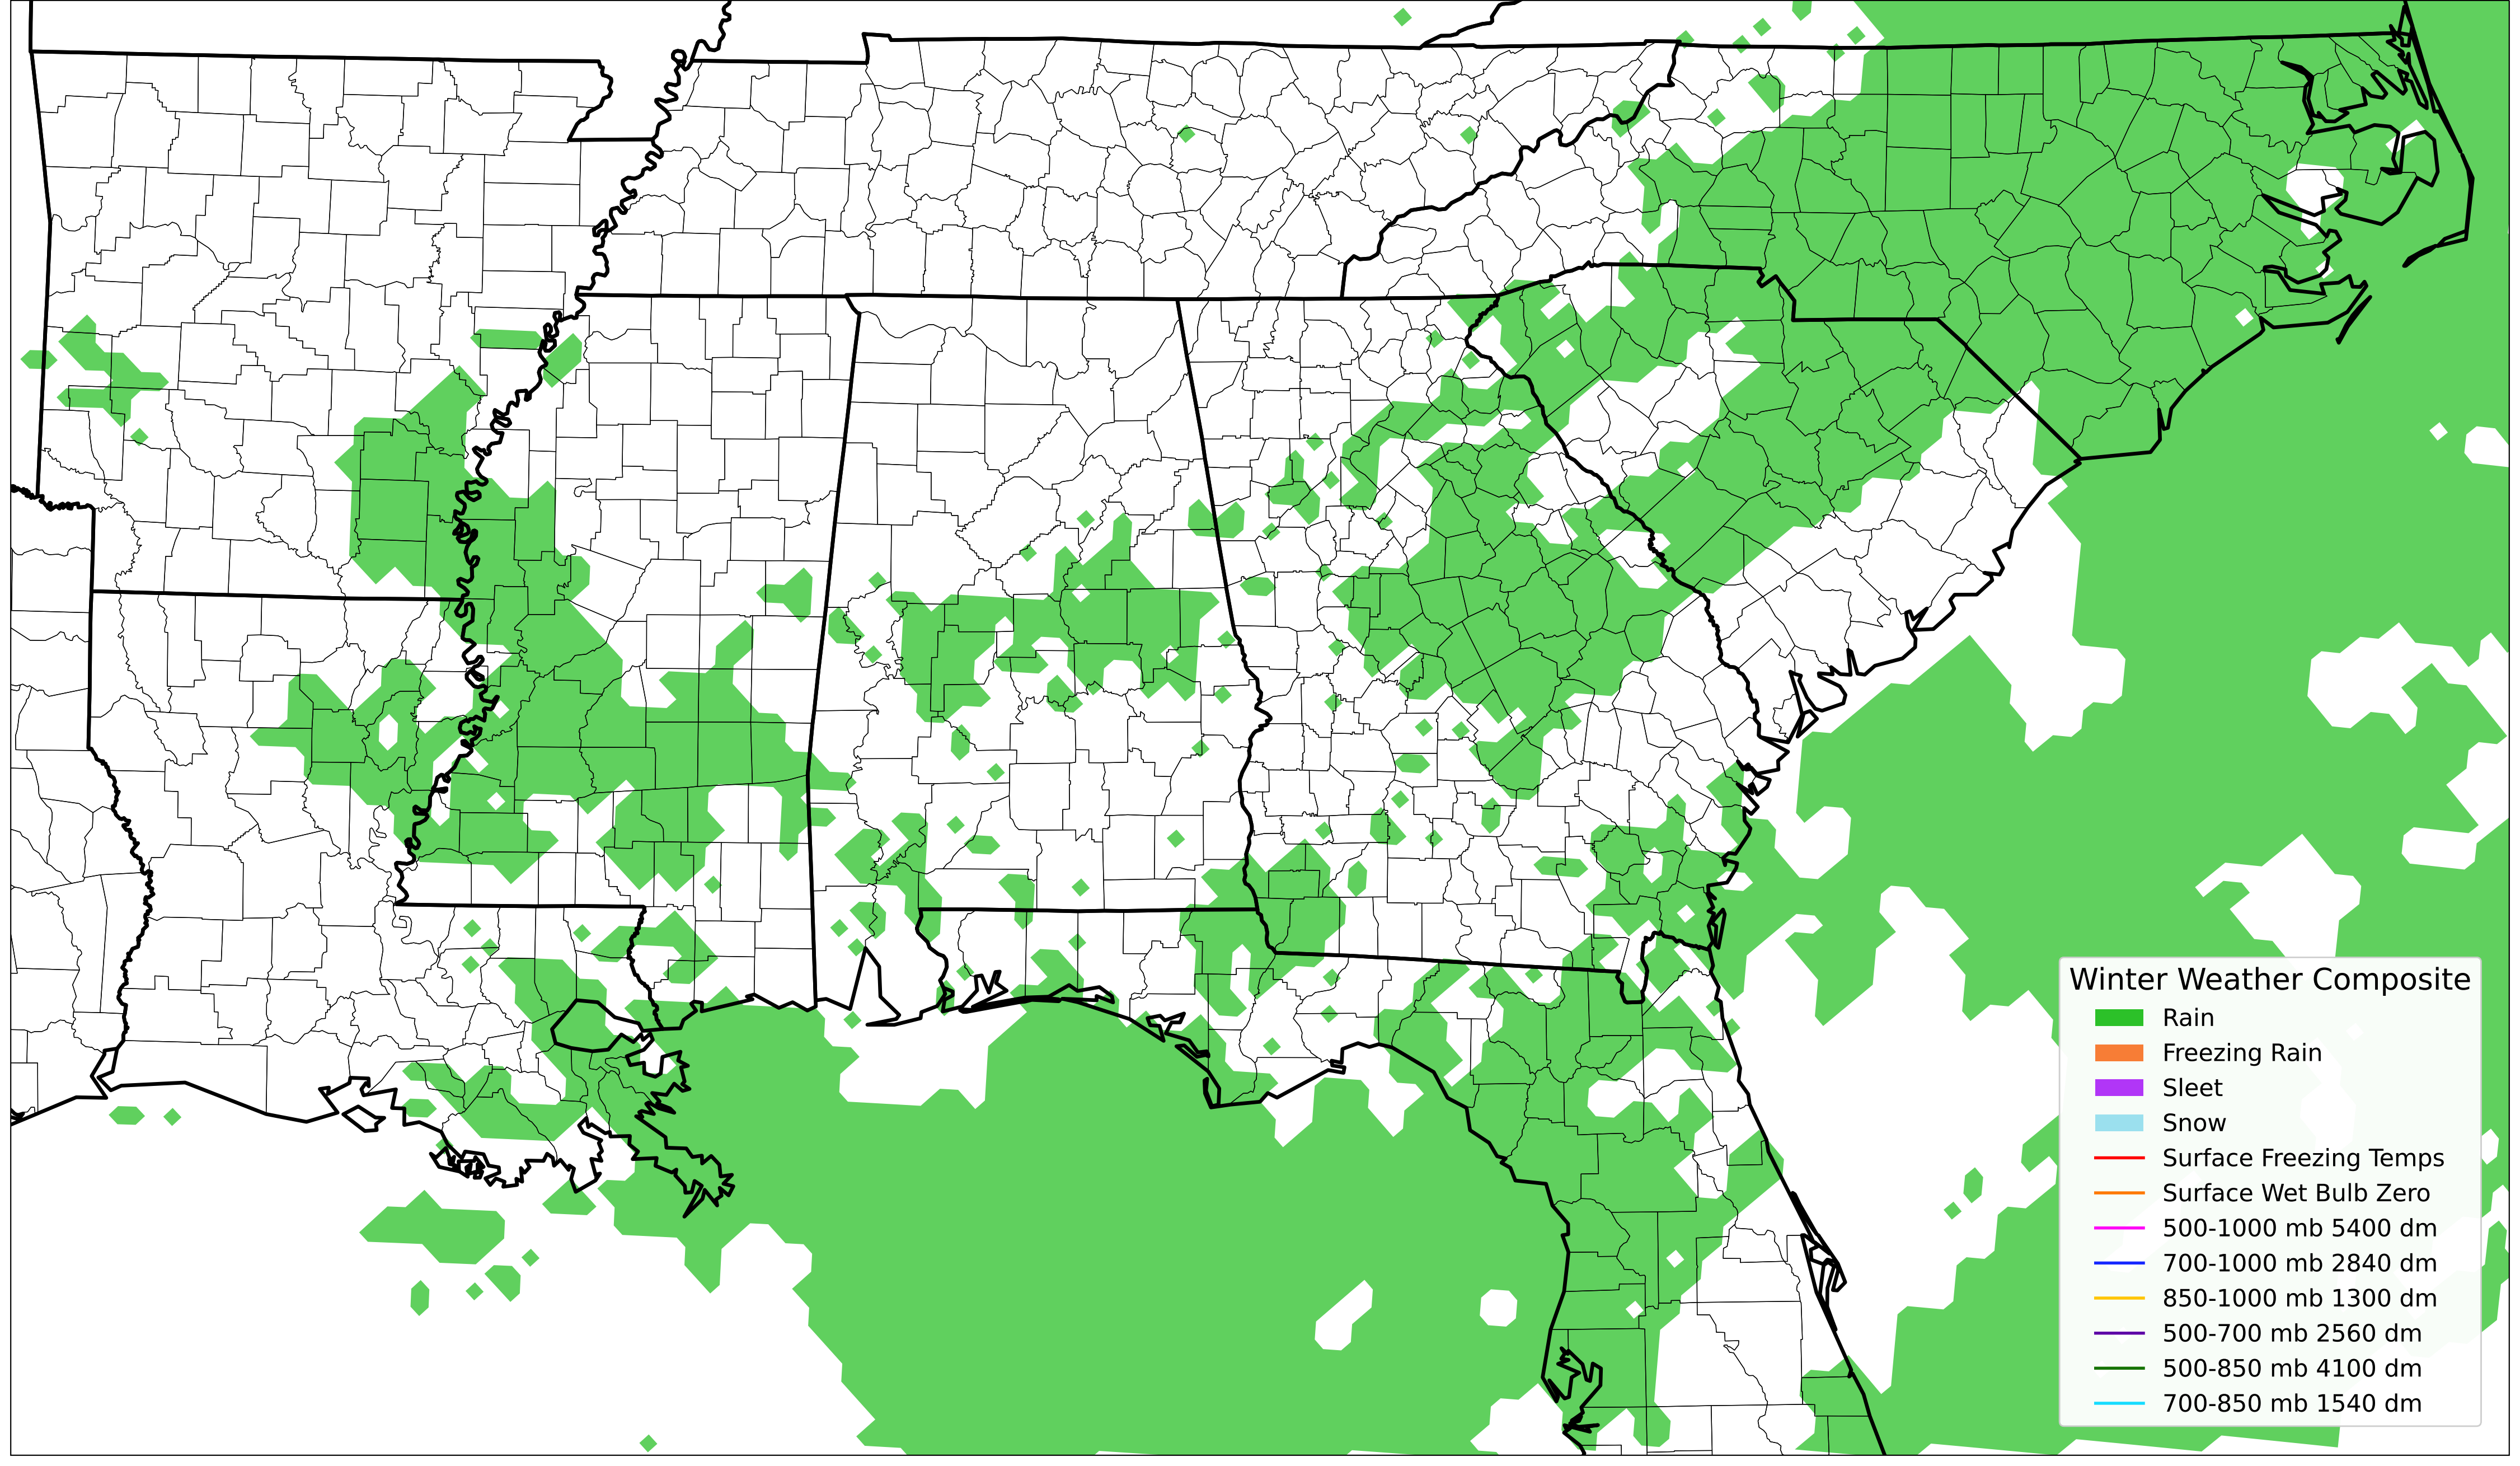 Winter Weather Composite
Rain
Freezing Rain
Sleet
Snow
Surface Freezing Temps
Surface Wet Bulb Zero
500-1000 mb 5400 dm
700-1000 mb 2840 dm
850-1000 mb 1300 dm
500-700 mb 2560 dm
500-850 mb 4100 dm
700-850 mb 1540 dm